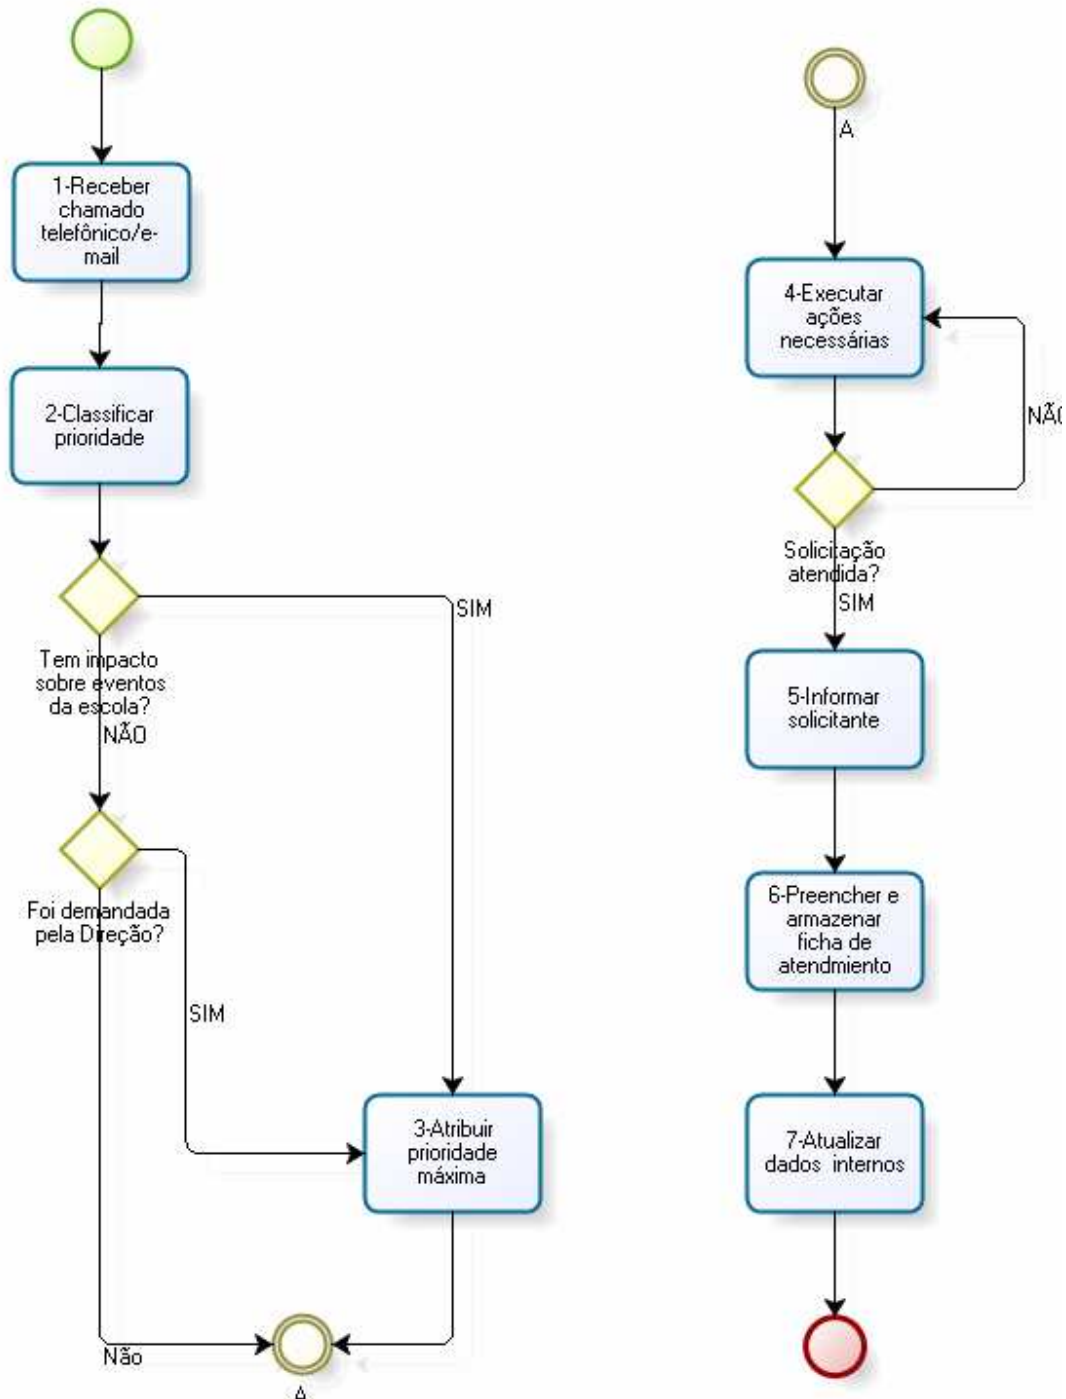 1-Receber
chamado
telefônico/e-
mail
2-Classificar
prioridade
SIM
Tem impacto
sobre eventos
da escola?
NÃO
Foi demandada
pela Direção?
SIM
3-Atribuir
prioridade
máxima
Não
A
A
4-Executar
ações
necessárias
NÃO
Solicitação
atendida?
SIM
5-Informar
solicitante
6-Preencher e
armazenar
ficha de
atendmiento
7-Atualizar
dados internos